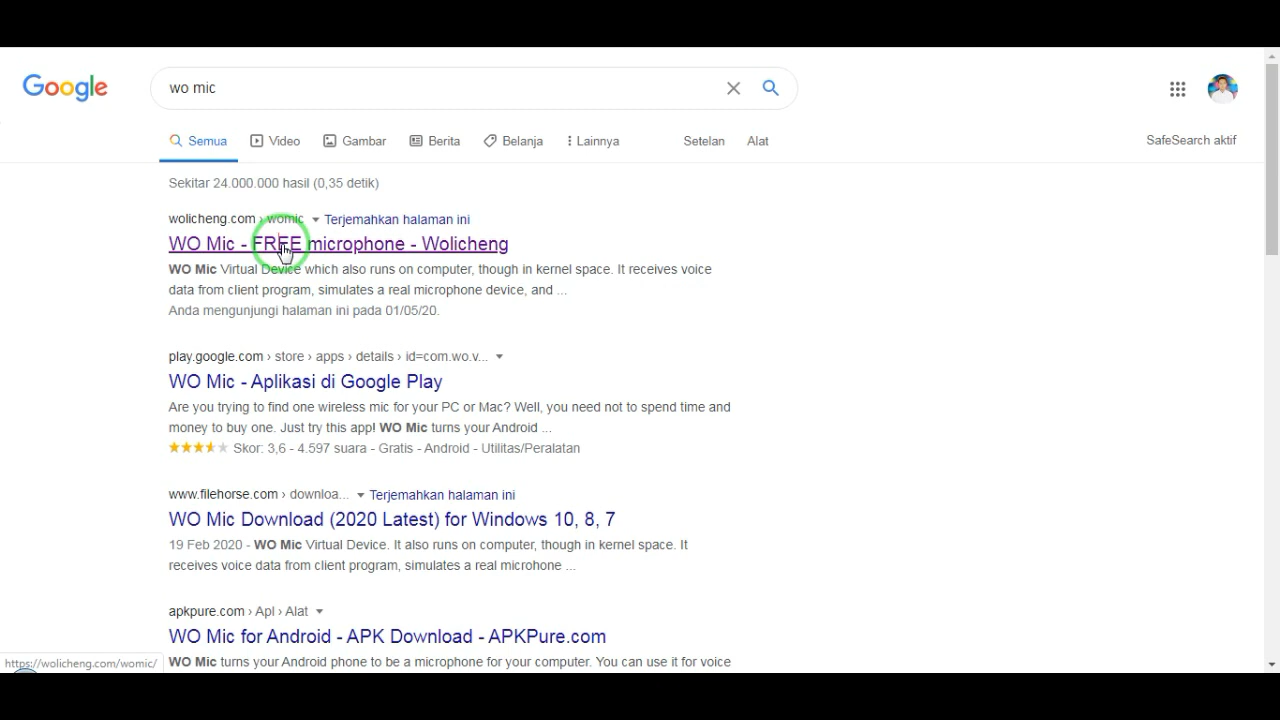 Google
wo mic
Semua Video Gambar Berita Belanja Lainnya Setelan Alat SafeSearch aktif
Sekitar 24.000.000 hasil (0,35 detik)
wolicheng.com › womic Terjemahkan halaman ini
WO Mic - FREE microphone - Wolicheng
WO Mic Virtual Device which also runs on computer, though in kernel space. It receives voice
data from client program, simulates a real microphone device, and ...
Anda mengunjungi halaman ini pada 01/05/20.
play.google.com › store › apps › details › id=com.wo.v...
WO Mic - Aplikasi di Google Play
Are you trying to find one wireless mic for your PC or Mac? Well, you need not to spend time and
money to buy one. Just try this app! WO Mic turns your Android ...
Skor: 3,6 - 4.597 suara - Gratis - Android - Utilitas/Peralatan
www.filehorse.com › downloa... Terjemahkan halaman ini
WO Mic Download (2020 Latest) for Windows 10, 8, 7
19 Feb 2020 - WO Mic Virtual Device. It also runs on computer, though in kernel space. It
receives voice data from client program, simulates a real microhone ...
apkpure.com › Apl › Alat
WO Mic for Android - APK Download - APKPure.com
WO Mic turns your Android phone to be a microphone for your computer. You can use it for voice
https://wolicheng.com/womic/